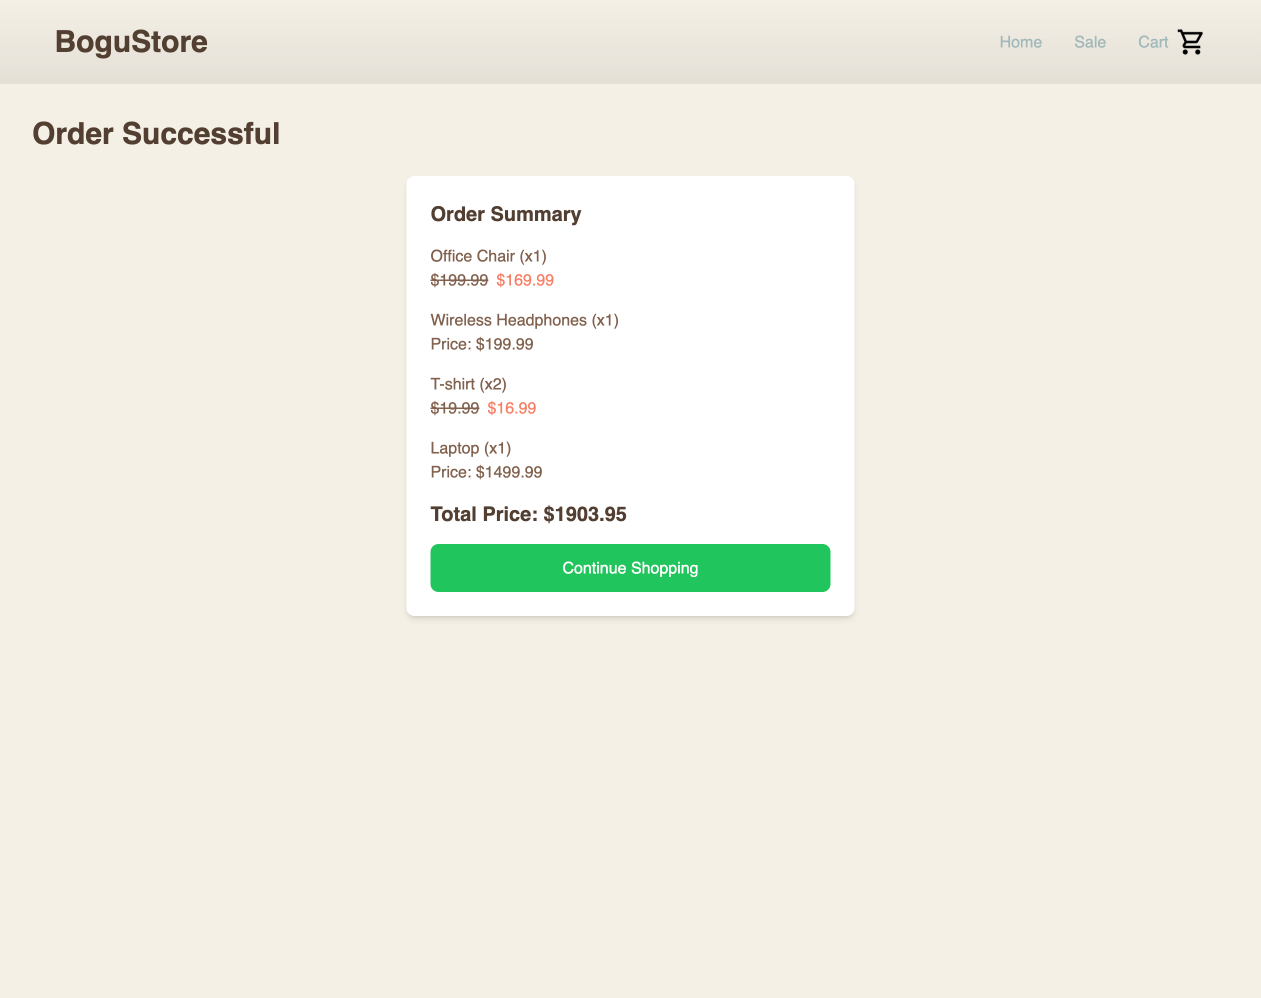 BoguStore
Home Sale Cart
Order Successful
Order Summary
Office Chair (x1)
$199.99 $169.99
Wireless Headphones (x1)
Price: $199.99
T-shirt (x2)
$19.99 $16.99
Laptop (x1)
Price: $1499.99
Total Price: $1903.95
Continue Shopping